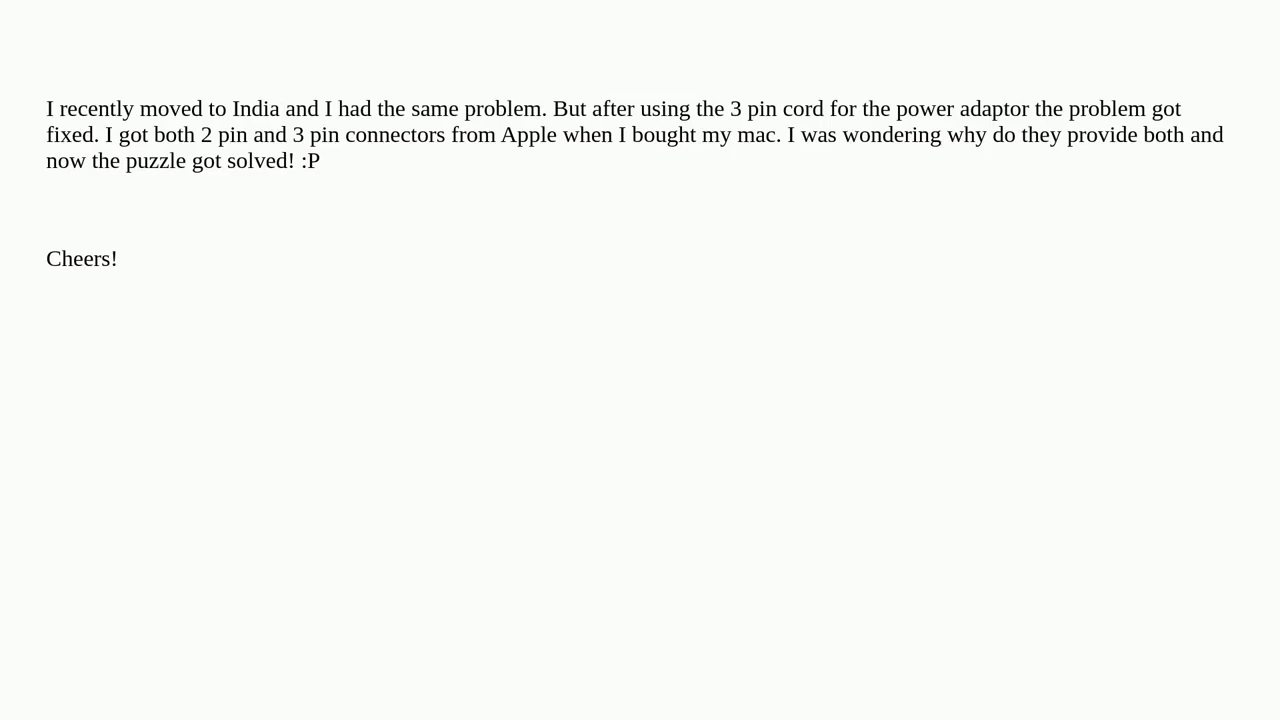 I recently moved to India and I had the same problem. But after using the 3 pin cord for the power adaptor the problem got
fixed. I got both 2 pin and 3 pin connectors from Apple when I bought my mac. I was wondering why do they provide both and
now the puzzle got solved! :P
Cheers!